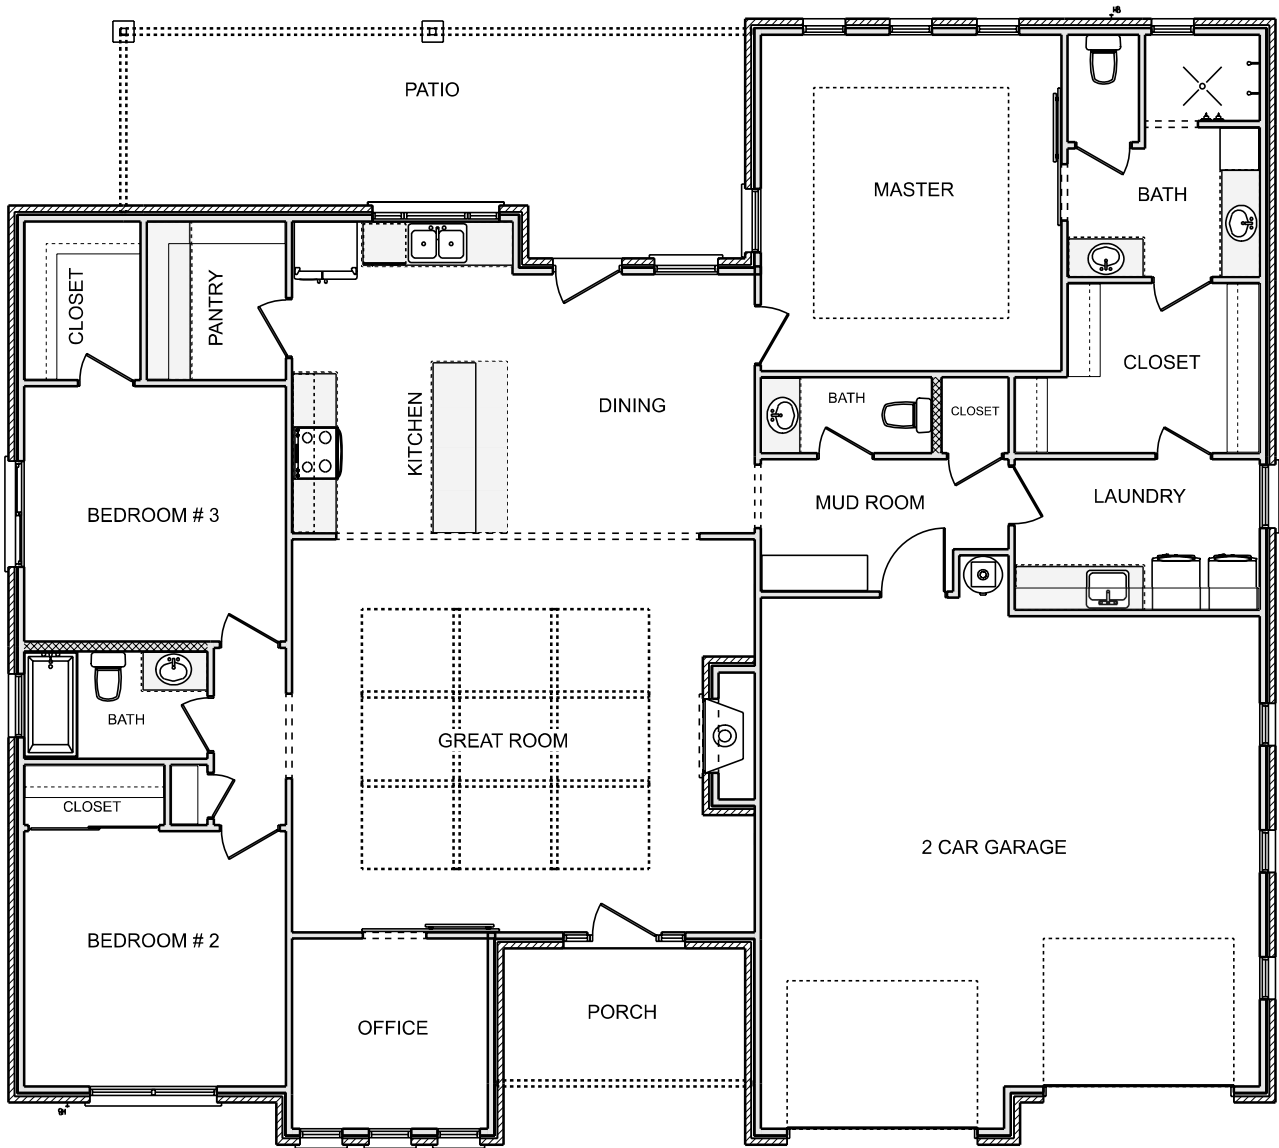 PATIO
MASTER
BATH
CLOSET
PANTRY
CLOSET
KITCHEN
DINING
BATH
CLOSET
BEDROOM # 3
MUD ROOM
LAUNDRY
BATH
GREAT ROOM
CLOSET
2 CAR GARAGE
BEDROOM # 2
OFFICE
PORCH